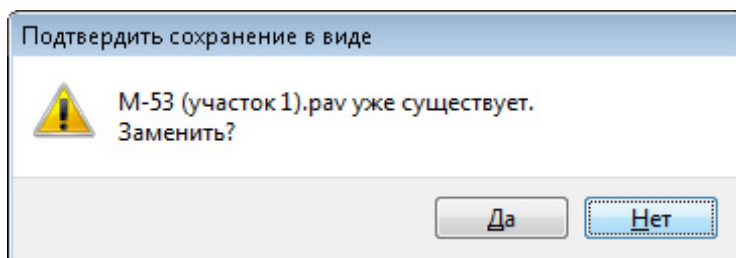 Подтвердить сохранение в виде
М-53 (участок 1).pav уже существует.
Заменить?
Да
Нет